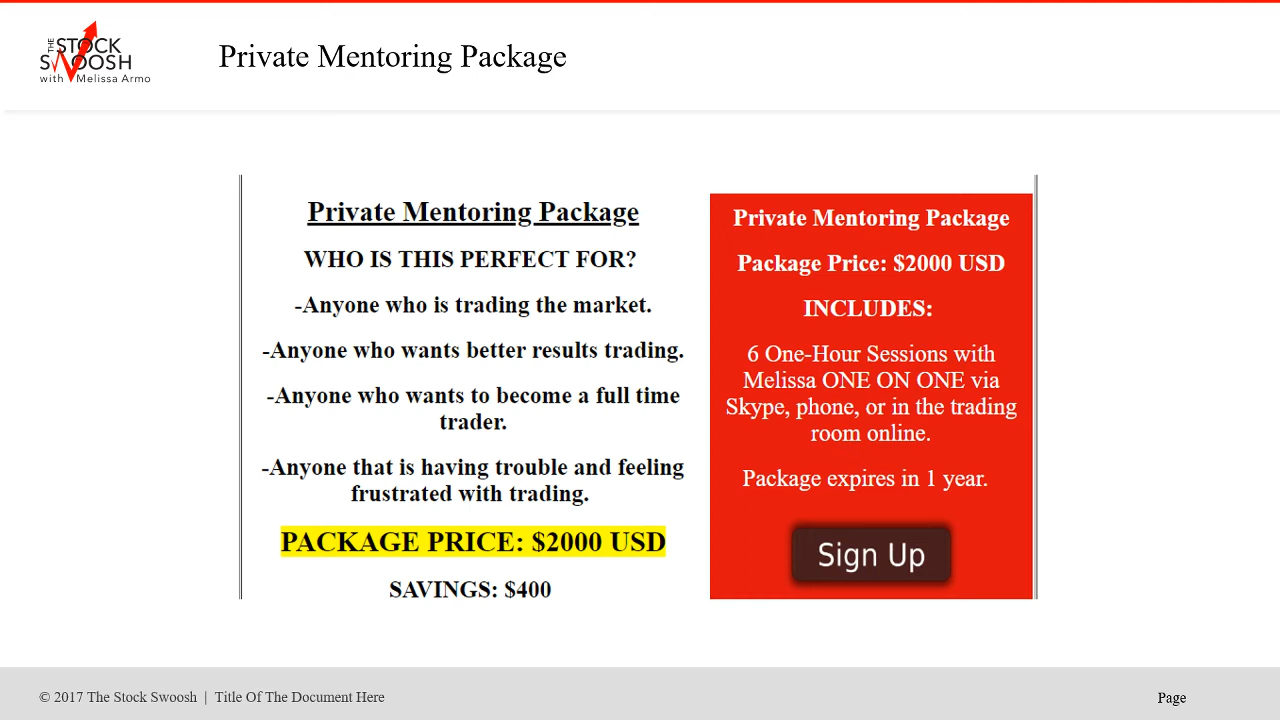 THE STOCK
SWOOSH
with Melissa Armo
Private Mentoring Package
Private Mentoring Package
WHO IS THIS PERFECT FOR?
-Anyone who is trading the market.
-Anyone who wants better results trading.
-Anyone who wants to become a full time
trader.
-Anyone that is having trouble and feeling
frustrated with trading.
PACKAGE PRICE: $2000 USD
SAVINGS: $400
Private Mentoring Package
Package Price: $2000 USD
INCLUDES:
6 One-Hour Sessions with
Melissa ONE ON ONE via
Skype, phone, or in the trading
room online.
Package expires in 1 year.
Sign Up
© 2017 The Stock Swoosh | Title Of The Document Here
Page